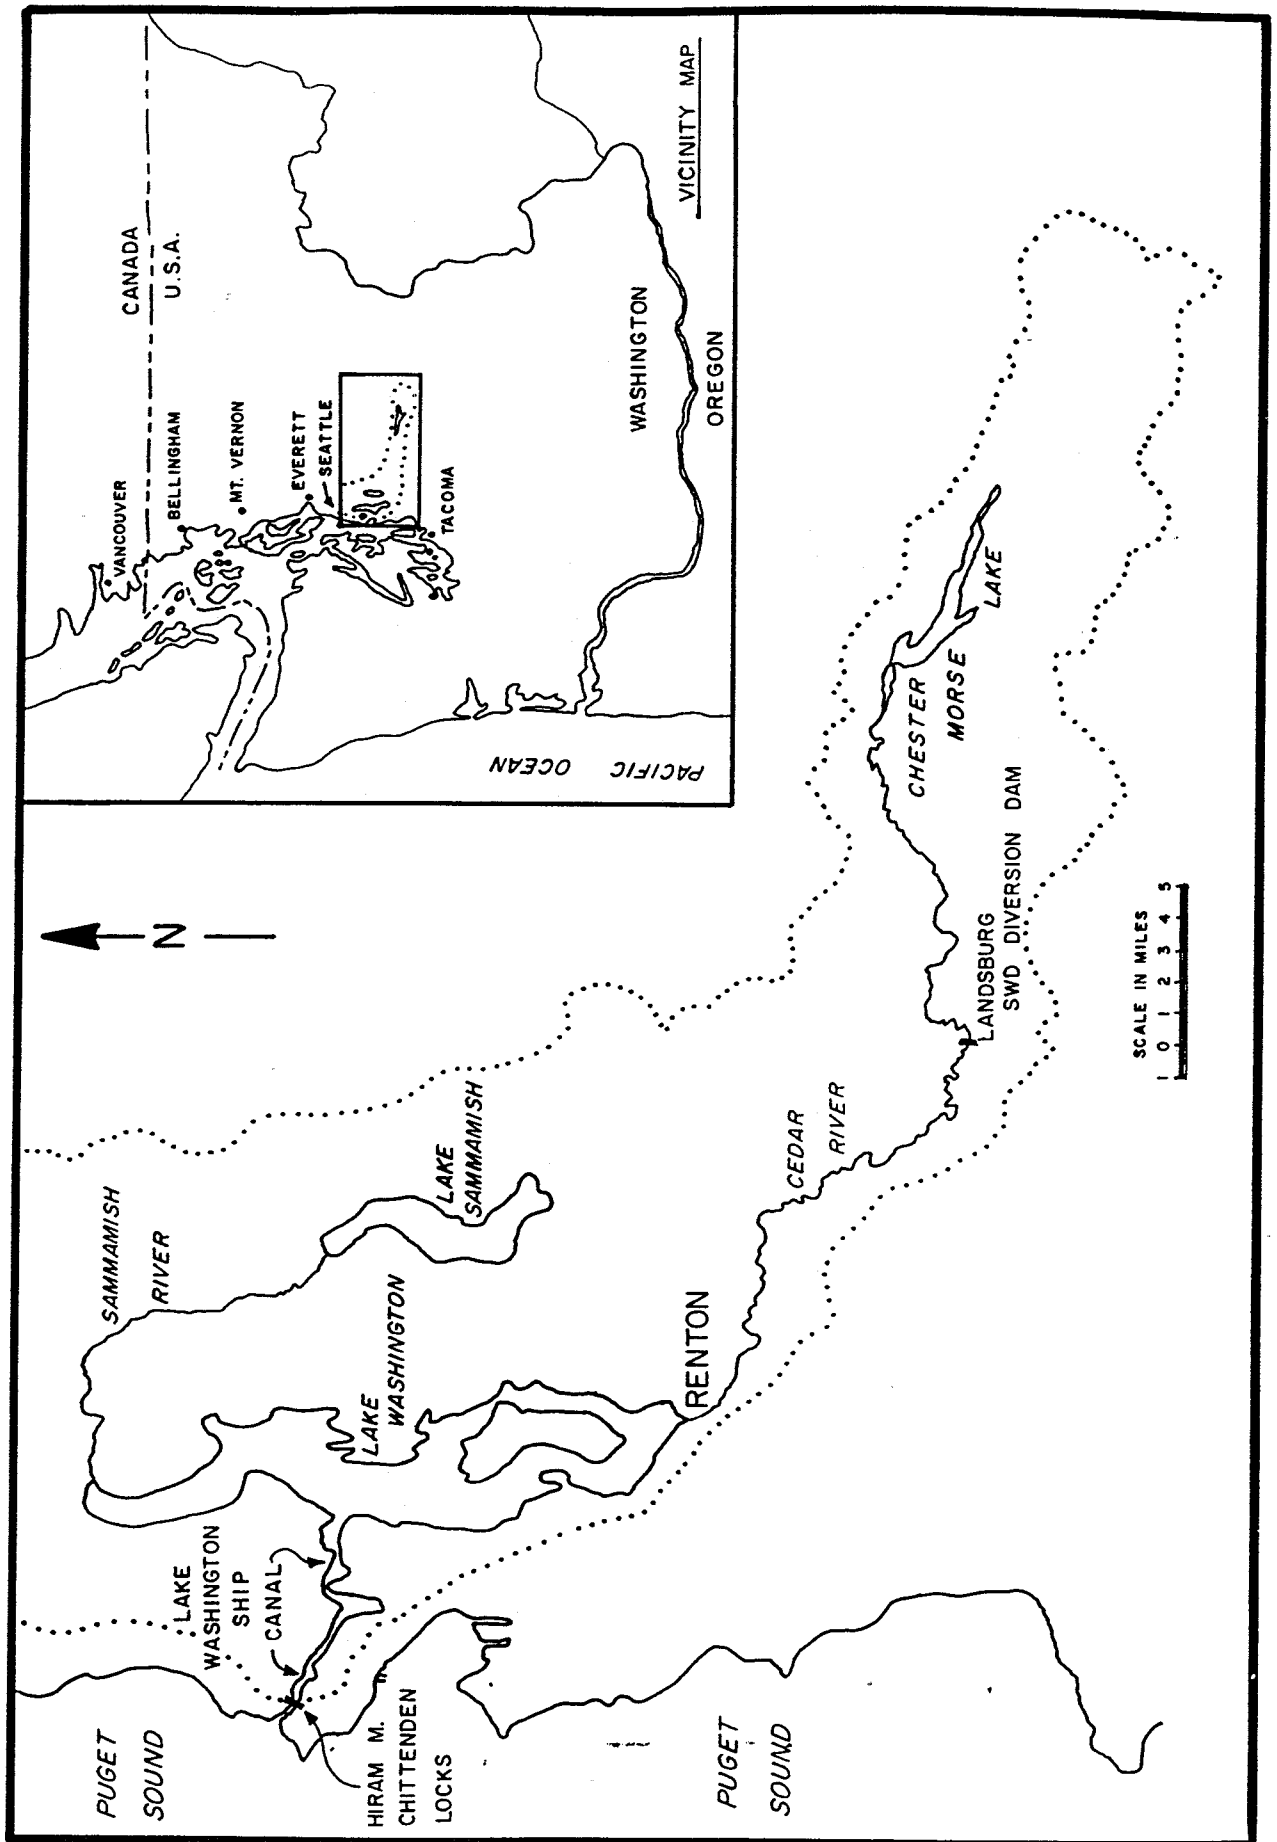 PUGET
SOUND
LAKE
WASHINGTON
SHIP
CANAL
HIRAM M.
CHITTENDEN
LOCKS
SAMMAMISH
RIVER
LAKE
WASHINGTON
LAKE
SAMMAMISH
RENTON
CEDAR
RIVER
PUGET
SOUND
N
LANDSBURG
SWD DIVERSION DAM
CHESTER
MORSE
LAKE
SCALE IN MILES
1 0 1 2 3 4 5
VANCOUVER
CANADA
U.S.A.
BELLINGHAM
MT. VERNON
EVERETT
SEATTLE
TACOMA
PACIFIC OCEAN
WASHINGTON
OREGON
VICINITY MAP